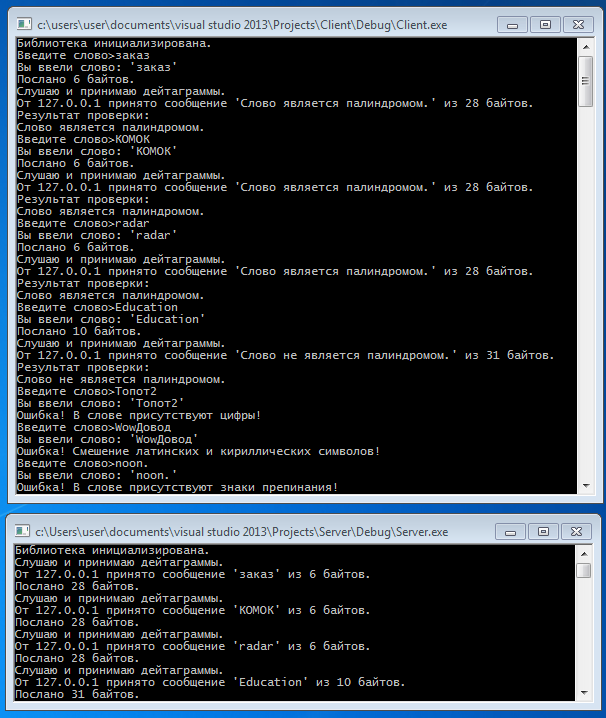 c:\users\user\documents\visual studio 2013\Projects\Client\Debug\Client.exe
Библиотека инициализирована.
Введите слово>заказ
Вы ввели слово: 'заказ'
Послано 6 байтов.
Слушаю и принимаю дейтаграммы.
От 127.0.0.1 принято сообщение 'Слово является палиндромом.' из 28 байтов.
Результат проверки:
Слово является палиндромом.
Введите слово>КОМОК
Вы ввели слово: 'КОМОК'
Послано 6 байтов.
Слушаю и принимаю дейтаграммы.
От 127.0.0.1 принято сообщение 'Слово является палиндромом.' из 28 байтов.
Результат проверки:
Слово является палиндромом.
Введите слово>radar
Вы ввели слово: 'radar'
Послано 6 байтов.
Слушаю и принимаю дейтаграммы.
От 127.0.0.1 принято сообщение 'Слово является палиндромом.' из 28 байтов.
Результат проверки:
Слово является палиндромом.
Введите слово>Education
Вы ввели слово: 'Education'
Послано 10 байтов.
Слушаю и принимаю дейтаграммы.
От 127.0.0.1 принято сообщение 'Слово не является палиндромом.' из 31 байтов.
Результат проверки:
Слово не является палиндромом.
Введите слово>Топот2
Вы ввели слово: 'Топот2'
Ошибка! В слове присутствуют цифры!
Введите слово>WowДовод
Вы ввели слово: 'WowДовод'
Ошибка! Смешение латинских и кириллических символов!
Введите слово>noon.
Вы ввели слово: 'noon.'
Ошибка! В слове присутствуют знаки препинания!
c:\Users\user\documents\visual studio 2013\Projects\Server\Debug\Server.exe
Библиотека инициализирована.
Слушаю и принимаю дейтаграммы.
От 127.0.0.1 принято сообщение 'заказ' из 6 байтов.
Послано 28 байтов.
Слушаю и принимаю дейтаграммы.
От 127.0.0.1 принято сообщение 'КОМОК' из 6 байтов.
Послано 28 байтов.
Слушаю и принимаю дейтаграммы.
От 127.0.0.1 принято сообщение 'radar' из 6 байтов.
Послано 28 байтов.
Слушаю и принимаю дейтаграммы.
От 127.0.0.1 принято сообщение 'Education' из 10 байтов.
Послано 31 байтов.